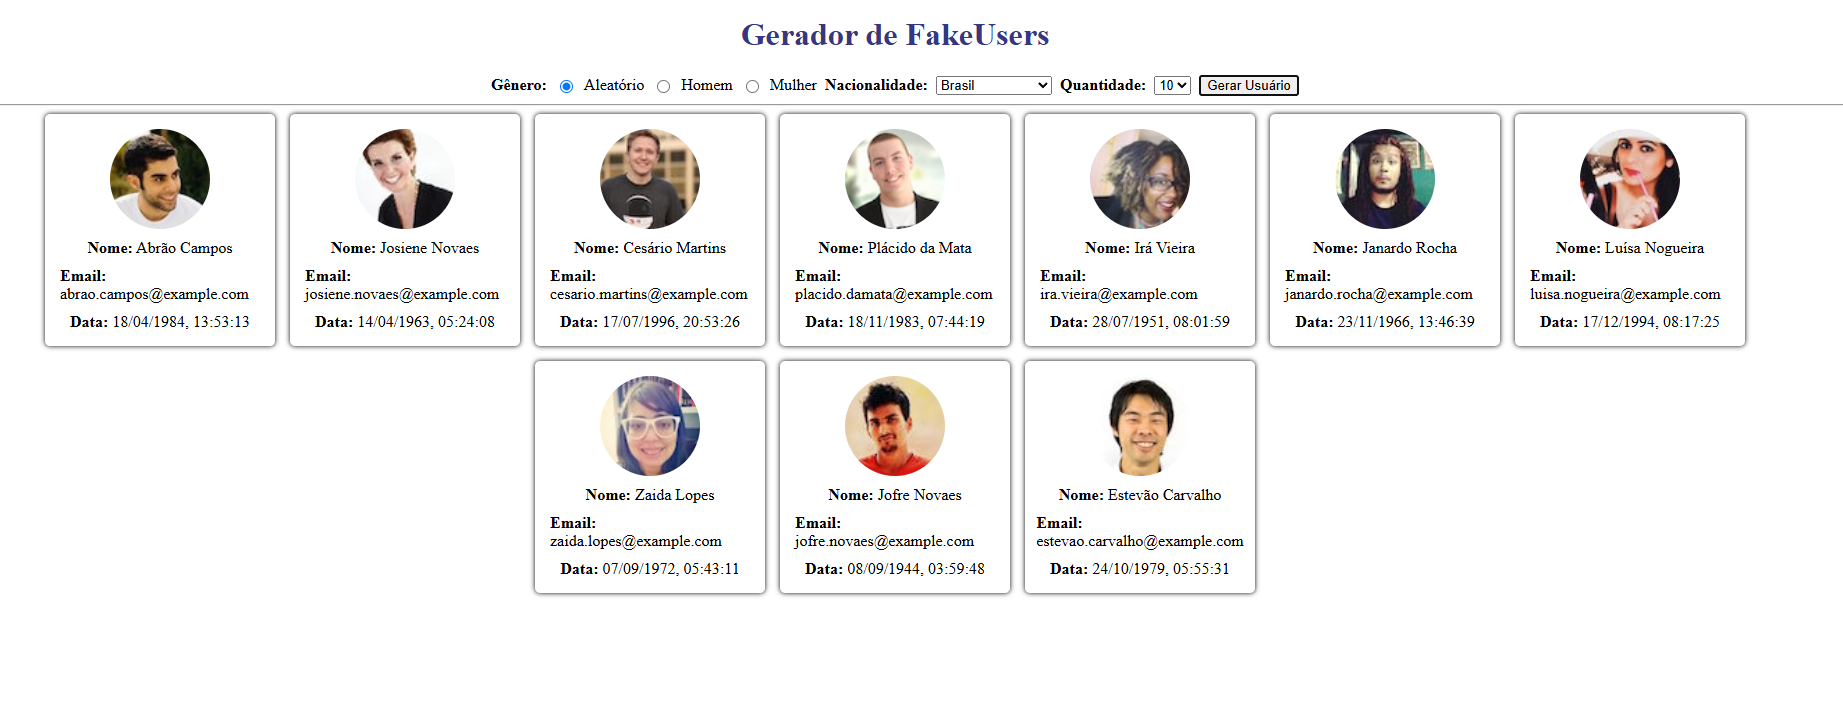 Gerador de FakeUsers
Gênero: Aleatório Homem Mulher Nacionalidade: Brasil Quantidade: 10 Gerar Usuário
Nome: Abrão Campos
Email:
abrao.campos@example.com
Data: 18/04/1984, 13:53:13
Nome: Josiene Novaes
Email:
josiene.novaes@example.com
Data: 14/04/1963, 05:24:08
Nome: Cesário Martins
Email:
cesario.martins@example.com
Data: 17/07/1996, 20:53:26
Nome: Plácido da Mata
Email:
placido.damata@example.com
Data: 18/11/1983, 07:44:19
Nome: Irá Vieira
Email:
ira.vieira@example.com
Data: 28/07/1951, 08:01:59
Nome: Janardo Rocha
Email:
janardo.rocha@example.com
Data: 23/11/1966, 13:46:39
Nome: Luísa Nogueira
Email:
luisa.nogueira@example.com
Data: 17/12/1994, 08:17:25
Nome: Zaida Lopes
Email:
zaida.lopes@example.com
Data: 07/09/1972, 05:43:11
Nome: Jofre Novaes
Email:
jofre.novaes@example.com
Data: 08/09/1944, 03:59:48
Nome: Estevão Carvalho
Email:
estevao.carvalho@example.com
Data: 24/10/1979, 05:55:31